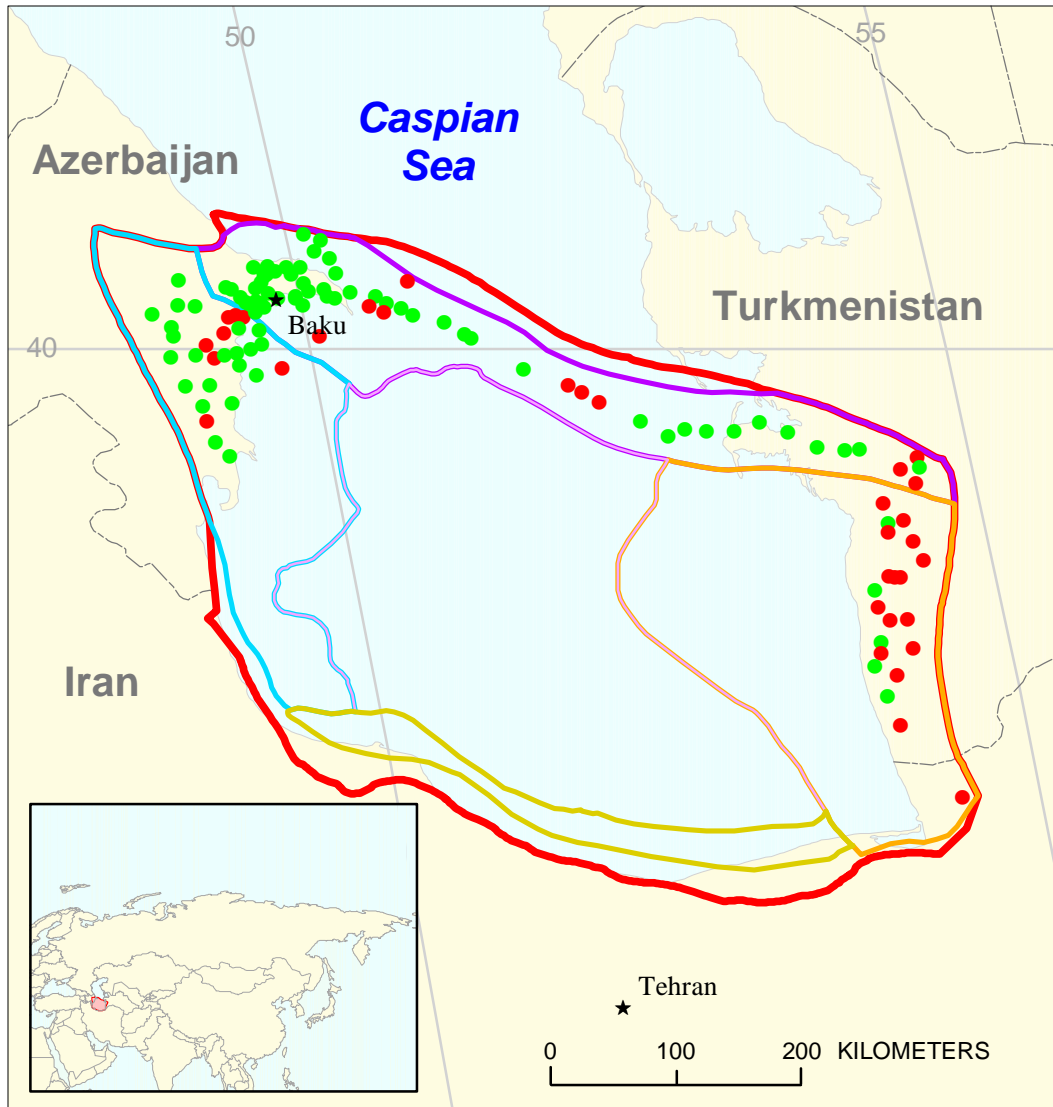 50
55
Caspian
Sea
Azerbaijan
Turkmenistan
Baku
40
Iran
Tehran
0 100 200 KILOMETERS